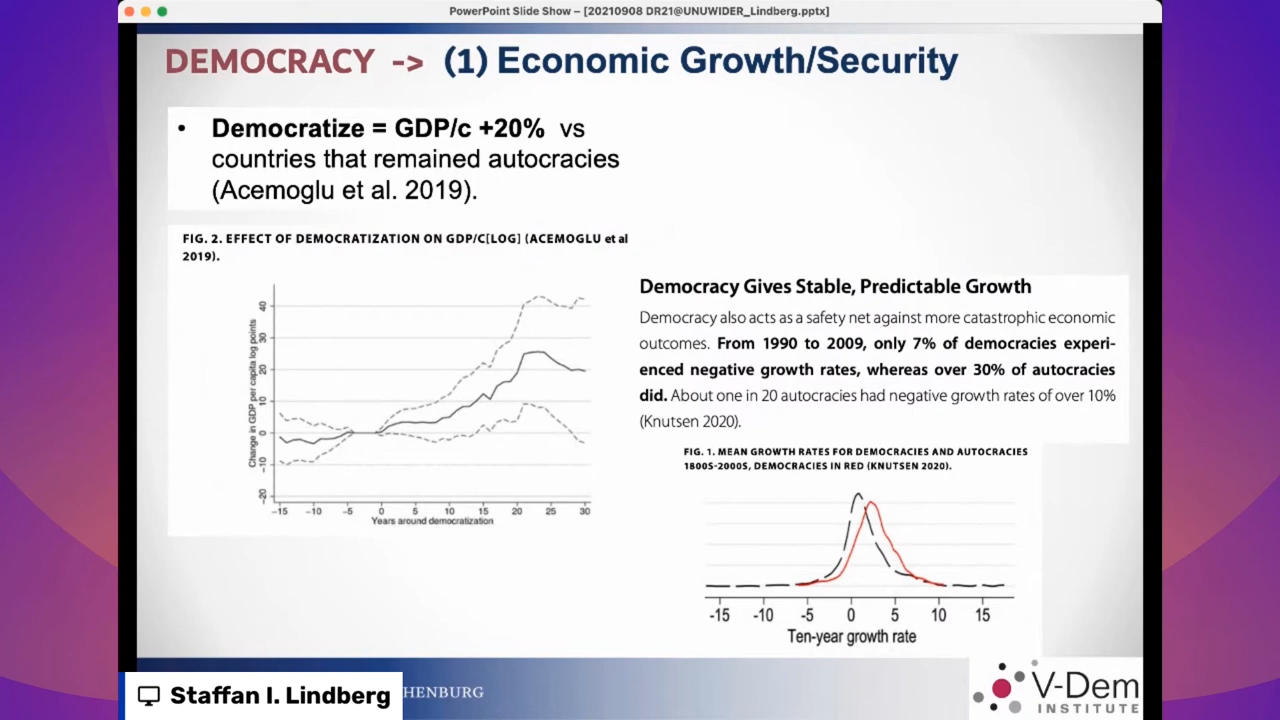 PowerPoint Slide Show – [20210908 DR21@UNUWIDER_Lindberg.pptx]
DEMOCRACY -> (1) Economic Growth/Security
• Democratize = GDP/c +20% vs
countries that remained autocracies
(Acemoglu et al. 2019).
FIG. 2. EFFECT OF DEMOCRATIZATION ON GDP/C[LOG] (ACEMOGLU et al
2019).
Change in GDP per capita log points
40
30
20
10
0
-10
-20
-15 -10 -5 0 5 10 15 20 25 30
Years around democratization
Democracy Gives Stable, Predictable Growth
Democracy also acts as a safety net against more catastrophic economic
outcomes. From 1990 to 2009, only 7% of democracies experi-
enced negative growth rates, whereas over 30% of autocracies
did. About one in 20 autocracies had negative growth rates of over 10%
(Knutsen 2020).
FIG. 1. MEAN GROWTH RATES FOR DEMOCRACIES AND AUTOCRACIES
1800S-2000S, DEMOCRACIES IN RED (KNUTSEN 2020).
-15 -10 -5 0 5 10 15
Ten-year growth rate
Staffan I. Lindberg
HENBURG
V-Dem
INSTITUTE